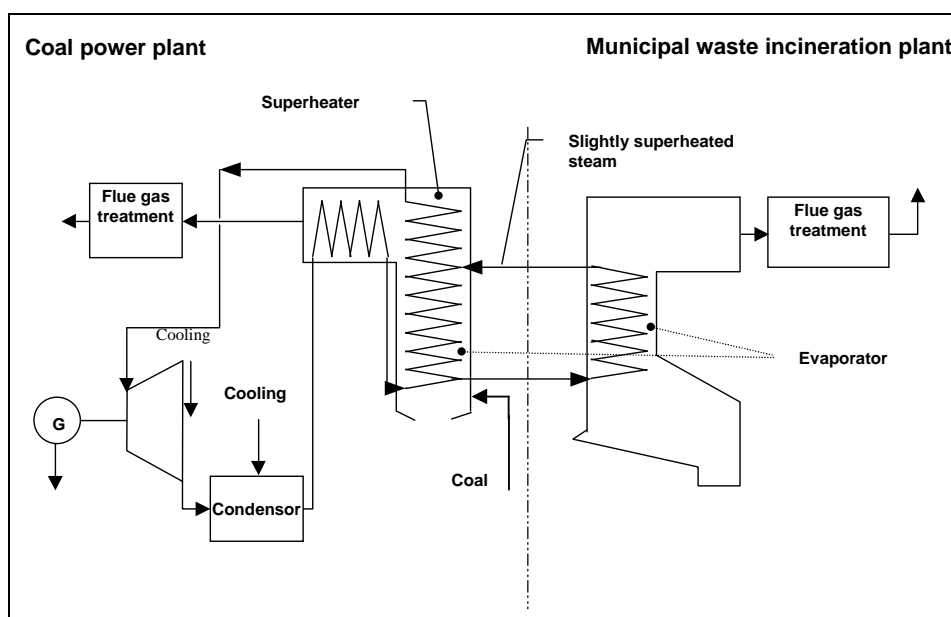 Coal power plant
Municipal waste incineration plant
Superheater
Slightly superheated
steam
Flue gas
treatment
Flue gas
treatment
Cooling
Evaporator
Cooling
G
Coal
Condensor